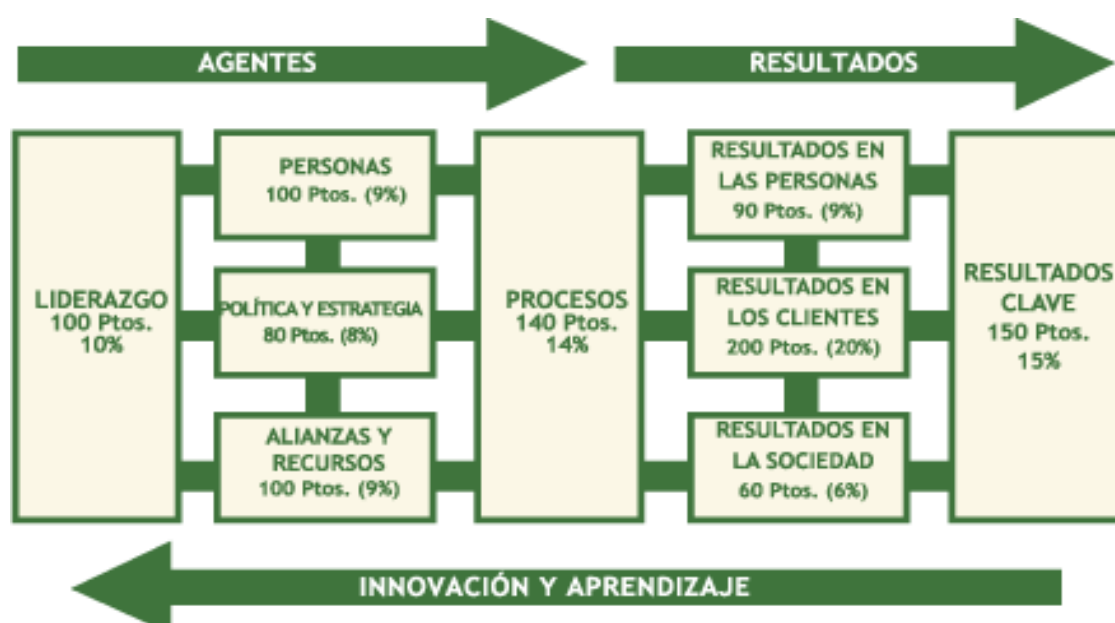 AGENTES
RESULTADOS
LIDERAZGO
100 Ptos.
10%
PERSONAS
100 Ptos. (9%)
POLÍTICA Y ESTRATEGIA
80 Ptos. (8%)
ALIANZAS Y
RECURSOS
100 Ptos. (9%)
PROCESOS
140 Ptos.
14%
RESULTADOS EN
LAS PERSONAS
90 Ptos. (9%)
RESULTADOS EN
LOS CLIENTES
200 Ptos. (20%)
RESULTADOS EN
LA SOCIEDAD
60 Ptos. (6%)
RESULTADOS
CLAVE
150 Ptos.
15%
INNOVACIÓN Y APRENDIZAJE